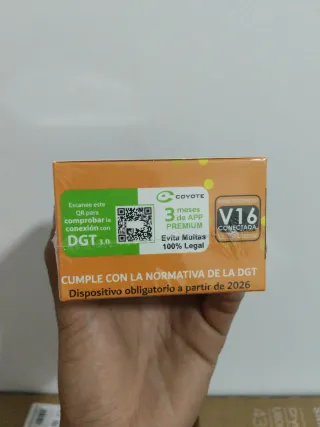 Escanea este
QR para
comprobar la
conexión con
DGT 3.0
COYOTE
3 meses
de APP
PREMIUM
Evita Multas
100% Legal
V16
CONECTADA
CUMPLE CON LA NORMATIVA DE LA DGT
Dispositivo obligatorio a partir de 2026